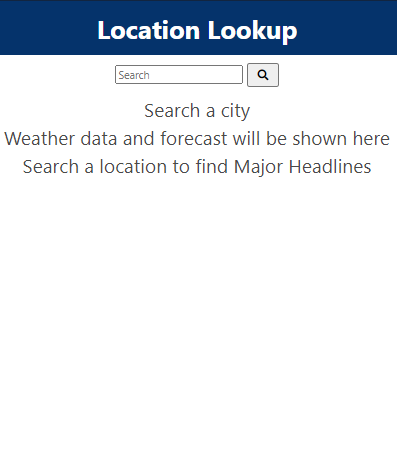 Location Lookup
Search
Search a city
Weather data and forecast will be shown here
Search a location to find Major Headlines